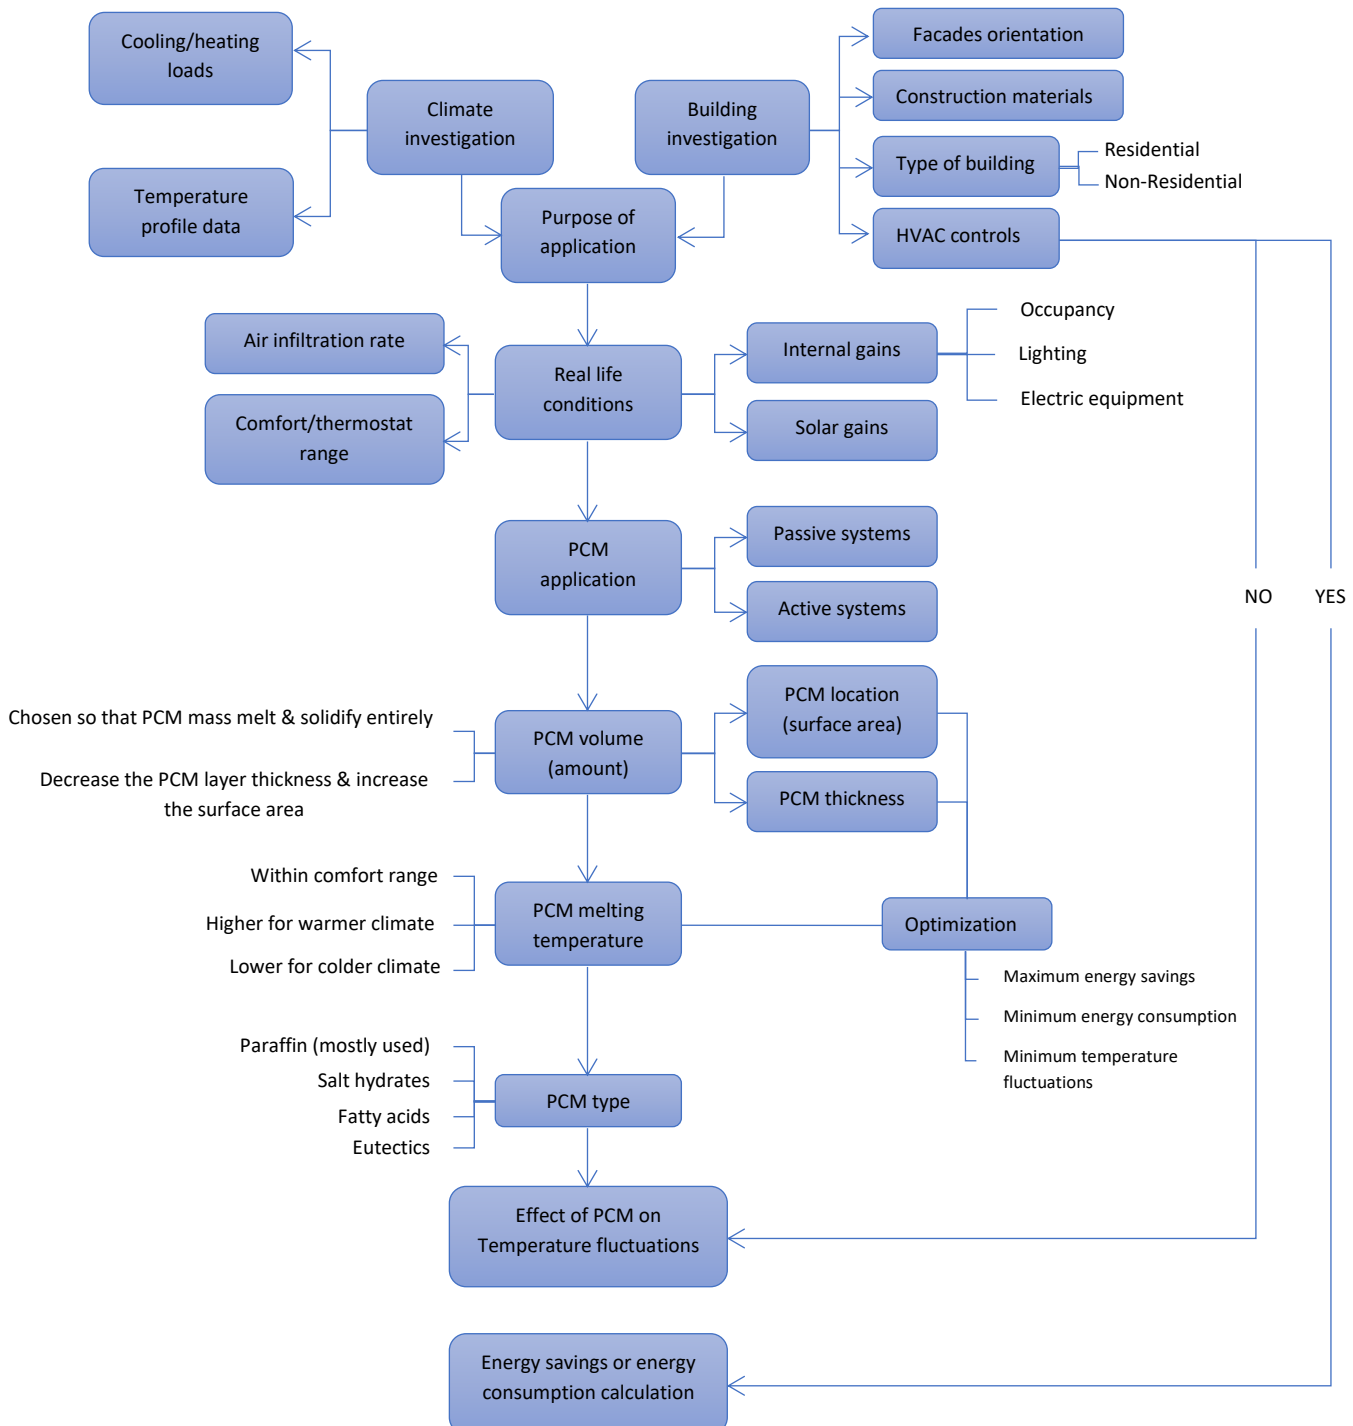 Cooling/heating
loads
Facades orientation
Climate
investigation
Building
investigation
Construction materials
Type of building
Residential
Non-Residential
Temperature
profile data
Purpose of
application
HVAC controls
Air infiltration rate
Real life
conditions
Internal gains
Occupancy
Lighting
Electric equipment
Comfort/thermostat
range
Solar gains
PCM
application
Passive systems
Active systems
NO
YES
Chosen so that PCM mass melt & solidify entirely
Decrease the PCM layer thickness & increase
the surface area
PCM volume
(amount)
PCM location
(surface area)
PCM thickness
Within comfort range
Higher for warmer climate
Lower for colder climate
PCM melting
temperature
Optimization
Maximum energy savings
Minimum energy consumption
Minimum temperature
fluctuations
Paraffin (mostly used)
Salt hydrates
Fatty acids
Eutectics
PCM type
Effect of PCM on
Temperature fluctuations
Energy savings or energy
consumption calculation